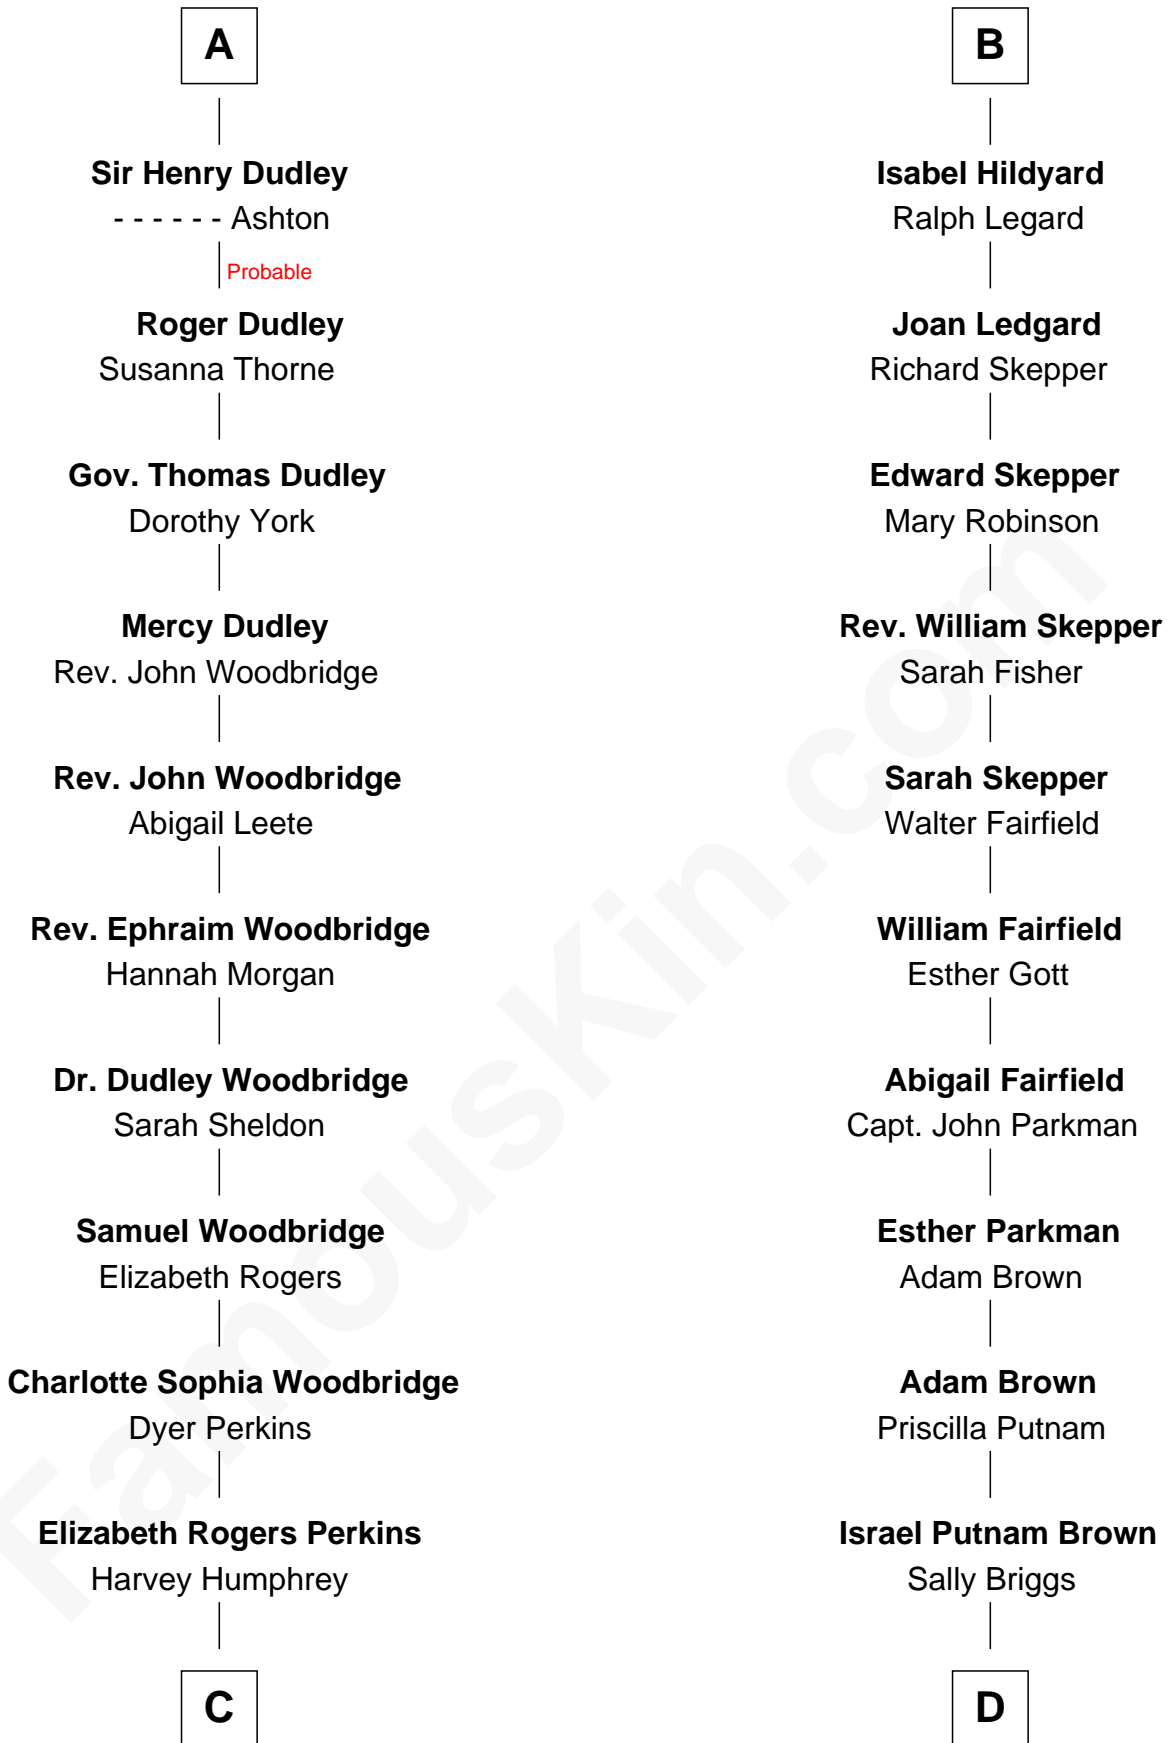 A
Sir Henry Dudley
- - - - - - Ashton
Probable
Roger Dudley
Susanna Thorne
Gov. Thomas Dudley
Dorothy York
Mercy Dudley
Rev. John Woodbridge
Rev. John Woodbridge
Abigail Leete
Rev. Ephraim Woodbridge
Hannah Morgan
Dr. Dudley Woodbridge
Sarah Sheldon
Samuel Woodbridge
Elizabeth Rogers
Charlotte Sophia Woodbridge
Dyer Perkins
Elizabeth Rogers Perkins
Harvey Humphrey
C
B
Isabel Hildyard
Ralph Legard
Joan Ledgard
Richard Skepper
Edward Skepper
Mary Robinson
Rev. William Skepper
Sarah Fisher
Sarah Skepper
Walter Fairfield
William Fairfield
Esther Gott
Abigail Fairfield
Capt. John Parkman
Esther Parkman
Adam Brown
Adam Brown
Priscilla Putnam
Israel Putnam Brown
Sally Briggs
D
FamousKin.com